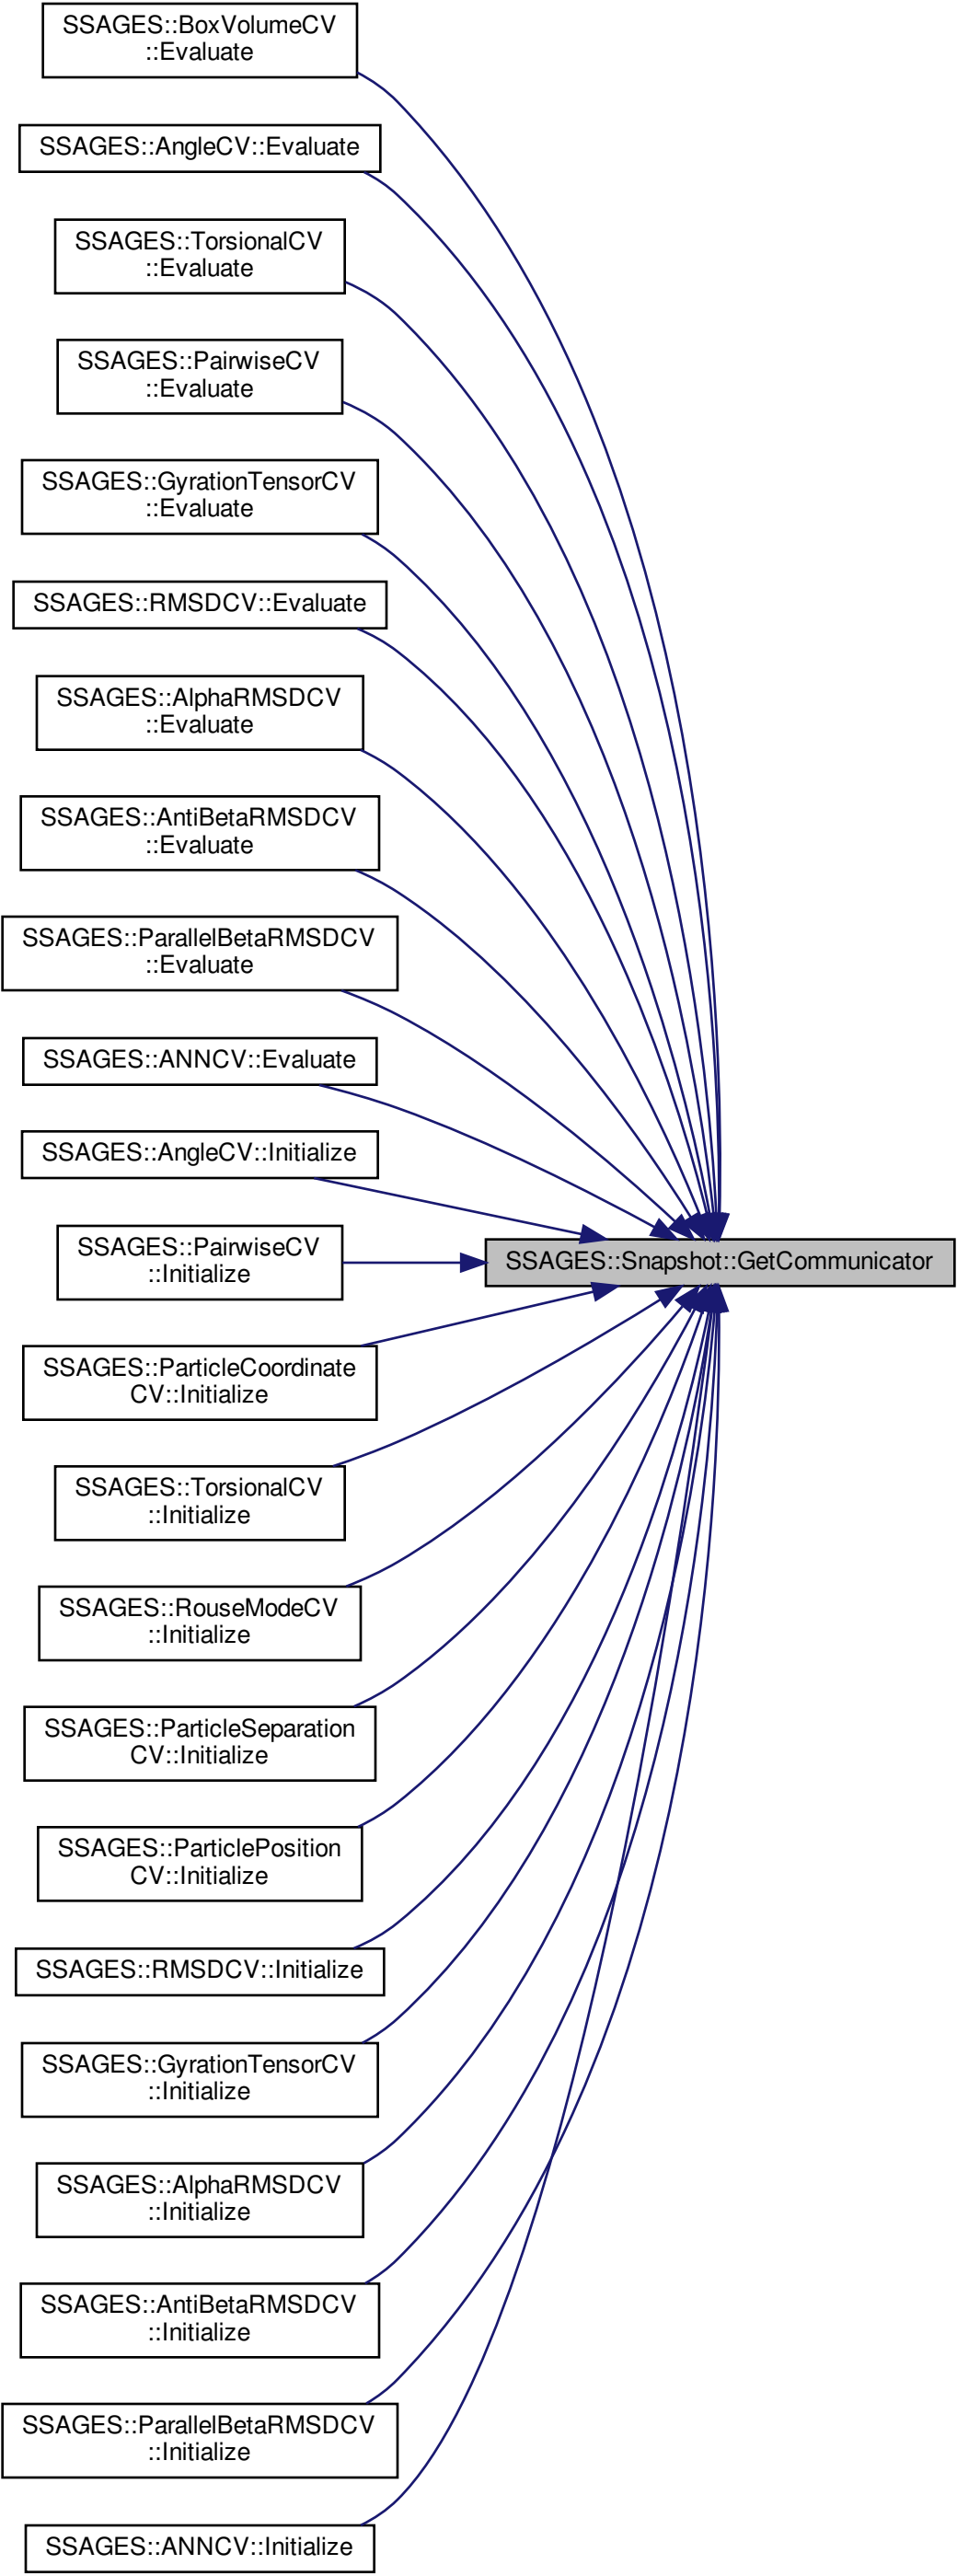 SSAGES::BoxVolumeCV
::Evaluate
SSAGES::AngleCV::Evaluate
SSAGES::TorsionalCV
::Evaluate
SSAGES::PairwiseCV
::Evaluate
SSAGES::GyrationTensorCV
::Evaluate
SSAGES::RMSDCV::Evaluate
SSAGES::AlphaRMSDCV
::Evaluate
SSAGES::AntiBetaRMSDCV
::Evaluate
SSAGES::ParallelBetaRMSDCV
::Evaluate
SSAGES::ANNCV::Evaluate
SSAGES::AngleCV::Initialize
SSAGES::PairwiseCV
::Initialize
SSAGES::Snapshot::GetCommunicator
SSAGES::ParticleCoordinate
CV::Initialize
SSAGES::TorsionalCV
::Initialize
SSAGES::RouseModeCV
::Initialize
SSAGES::ParticleSeparation
CV::Initialize
SSAGES::ParticlePosition
CV::Initialize
SSAGES::RMSDCV::Initialize
SSAGES::GyrationTensorCV
::Initialize
SSAGES::AlphaRMSDCV
::Initialize
SSAGES::AntiBetaRMSDCV
::Initialize
SSAGES::ParallelBetaRMSDCV
::Initialize
SSAGES::ANNCV::Initialize